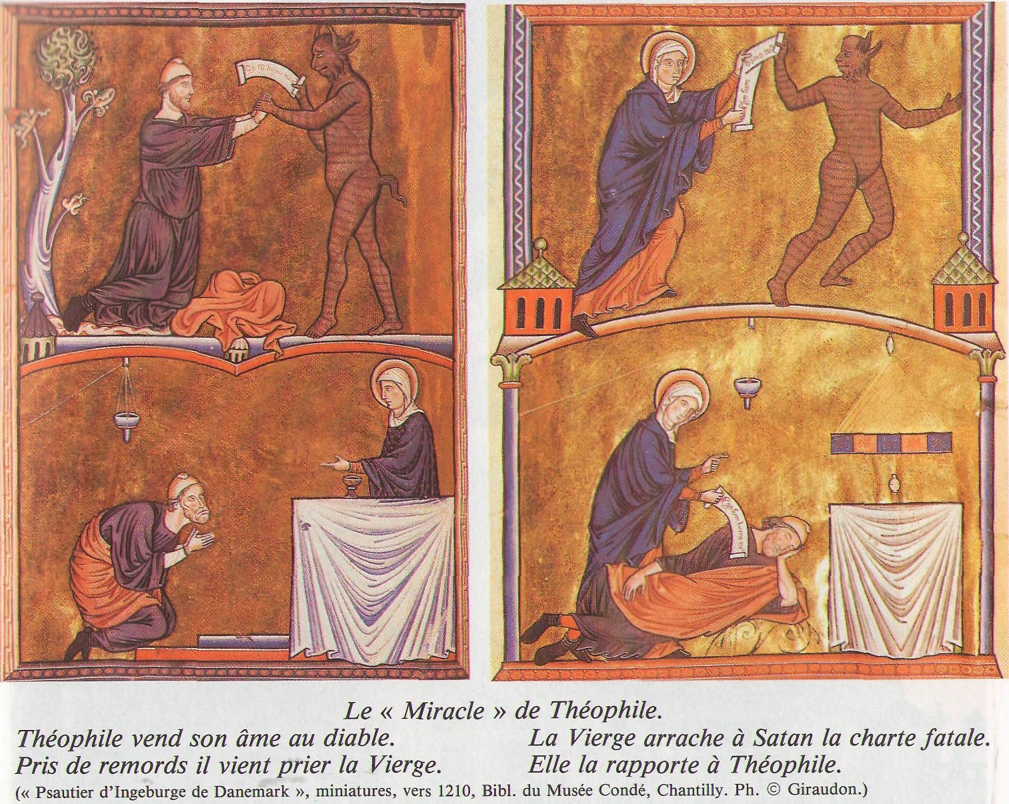 Le « Miracle » de Théophile.
Théophile vend son âme au diable.
Pris de remords il vient prier la Vierge.
La Vierge arrache à Satan la charte fatale.
Elle la rapporte à Théophile.
(« Psautier d'Ingeburge de Danemark », miniatures, vers 1210, Bibl. du Musée Condé, Chantilly. Ph. © Giraudon.)